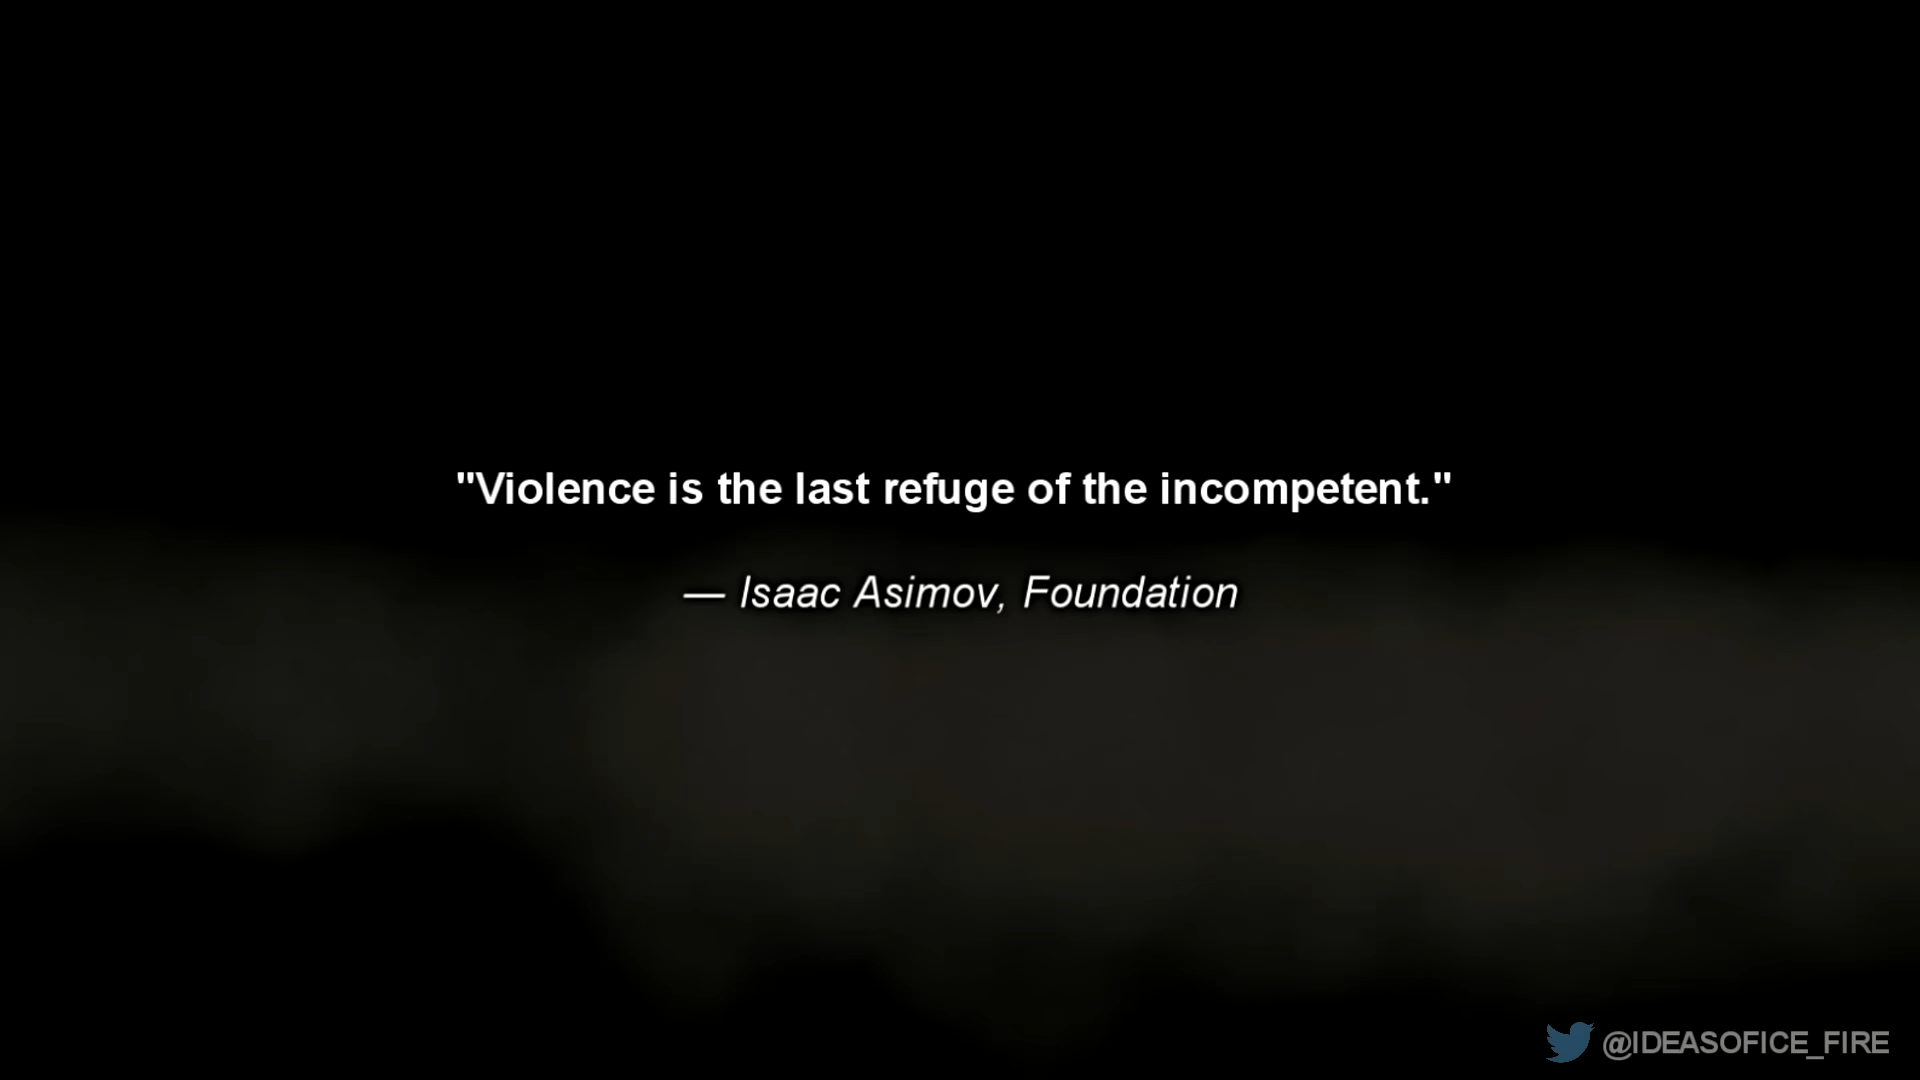 "Violence is the last refuge of the incompetent."
— Isaac Asimov, Foundation
@IDEASOFICE_FIRE